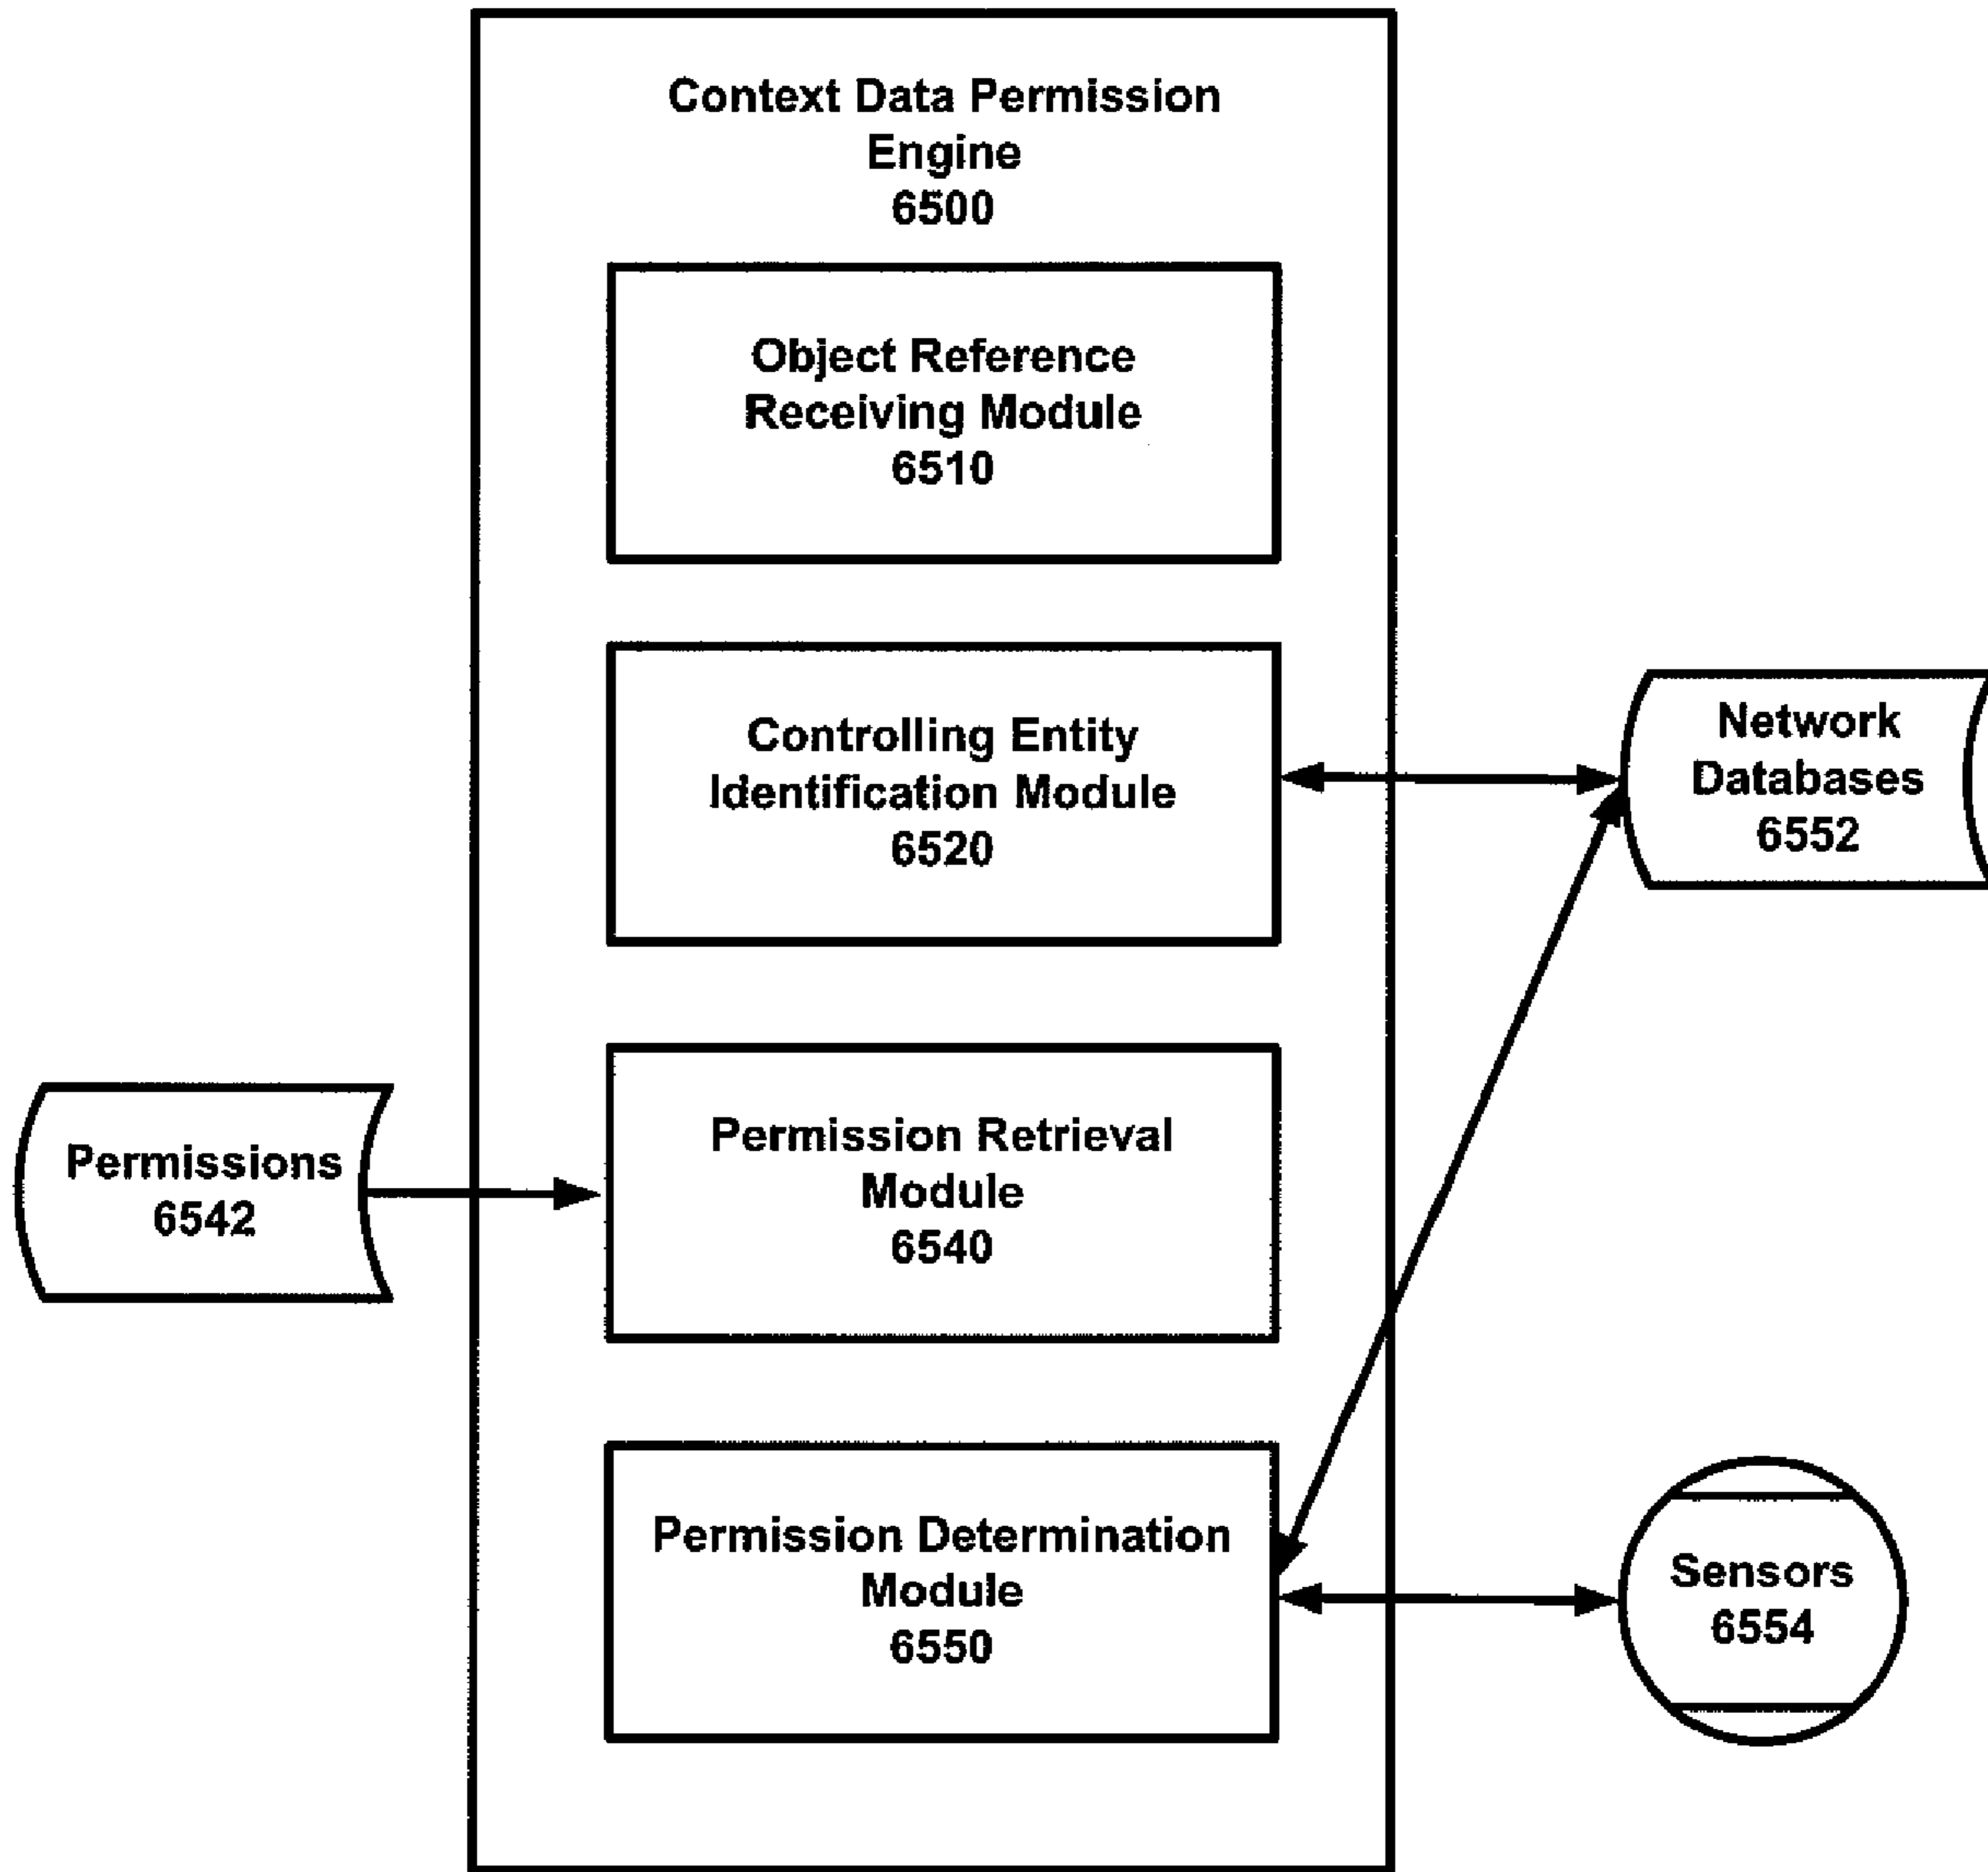 Context Data Permission
Engine
6500
Object Reference
Receiving Module
6510
Controlling Entity
Identification Module
6520
Network
Databases
6552
Permissions
6542
Permission Retrieval
Module
6540
Permission Determination
Module
6550
Sensors
6554